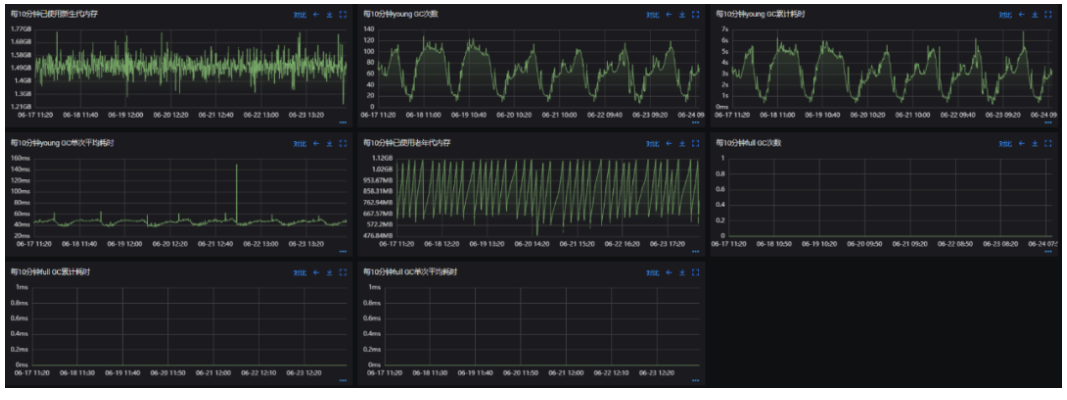 每10分钟已使用新生代内存 对比
1.77GB
1.68GB
1.58GB
1.49GB
1.4GB
1.3GB
1.21GB
06-17 11:20 06-18 11:40 06-19 12:00 06-20 12:20 06-21 12:40 06-22 13:00 06-23 13:20
每10分钟young GC次数 对比
140
120
100
80
60
40
20
0
06-17 11:20 06-18 11:00 06-19 10:40 06-20 10:20 06-21 10:00 06-22 09:40 06-23 09:20 06-24 09
每10分钟young GC累计耗时 对比
7s
6s
5s
4s
3s
2s
1s
0ms
06-17 11:20 06-18 11:00 06-19 10:40 06-20 10:20 06-21 10:00 06-22 09:40 06-23 09:20 06-24 09
每10分钟young GC单次平均耗时 对比
160ms
140ms
120ms
100ms
80ms
60ms
40ms
20ms
06-17 11:20 06-18 11:40 06-19 12:00 06-20 12:20 06-21 12:40 06-22 13:00 06-23 13:20
每10分钟已使用老年代内存 对比
1.12GB
1.02GB
953.67MB
858.31MB
762.94MB
667.57MB
572.2MB
476.84MB
06-17 11:20 06-18 12:20 06-19 13:20 06-20 14:20 06-21 15:20 06-22 16:20 06-23 17:20
每10分钟full GC次数 对比
1
0.8
0.6
0.4
0.2
0
06-17 11:20 06-18 10:50 06-19 10:20 06-20 09:50 06-21 09:20 06-22 08:50 06-23 08:20 06-24 07:5
每10分钟full GC累计耗时 对比
1ms
0.8ms
0.6ms
0.4ms
0.2ms
0ms
06-17 11:20 06-18 11:30 06-19 11:40 06-20 11:50 06-21 12:00 06-22 12:10 06-23 12:20
每10分钟full GC单次平均耗时 对比
1ms
0.8ms
0.6ms
0.4ms
0.2ms
0ms
06-17 11:20 06-18 11:30 06-19 11:40 06-20 11:50 06-21 12:00 06-22 12:10 06-23 12:20